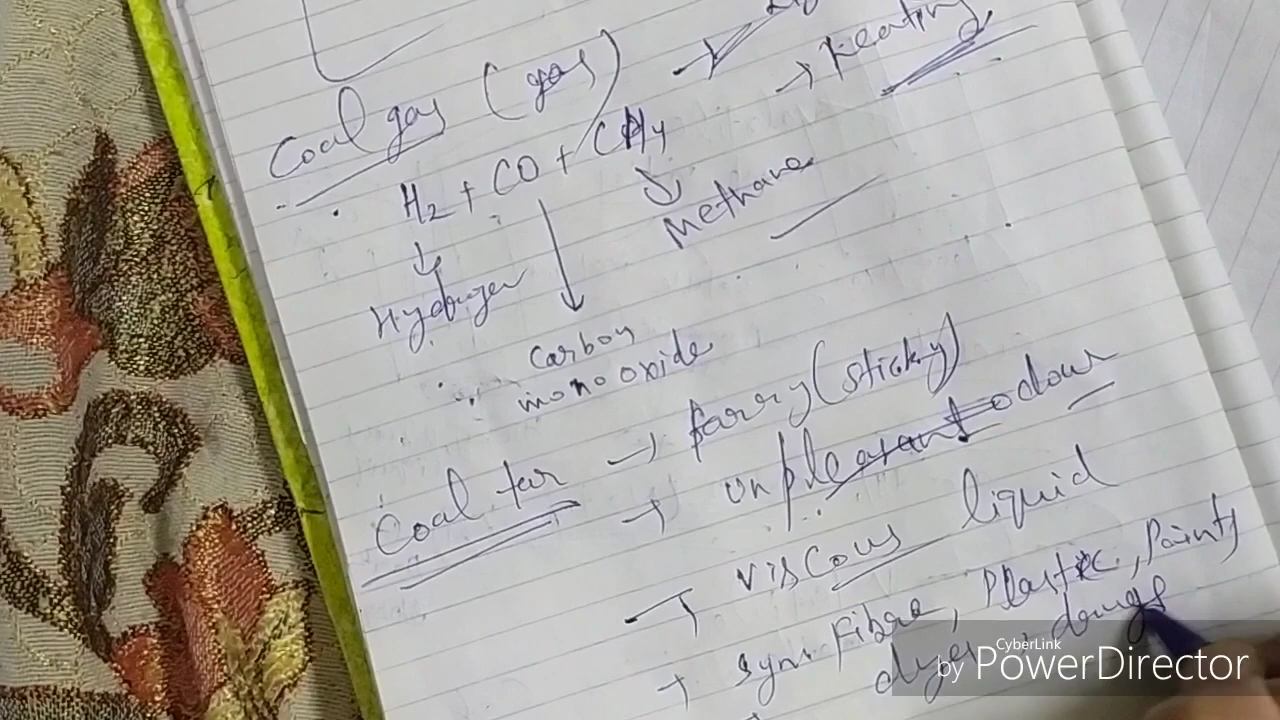 Coal gas (gas)
→ Heating
H2 + CO + CH4
Methane
Hydrogen
Carbon
monooxide
Coal tar → tarry (sticky)
→ unpleasant odour
→ viscous liquid
→ syn. Fibre, Plastic, Paints
dyes, drugs
CyberLink
by PowerDirector